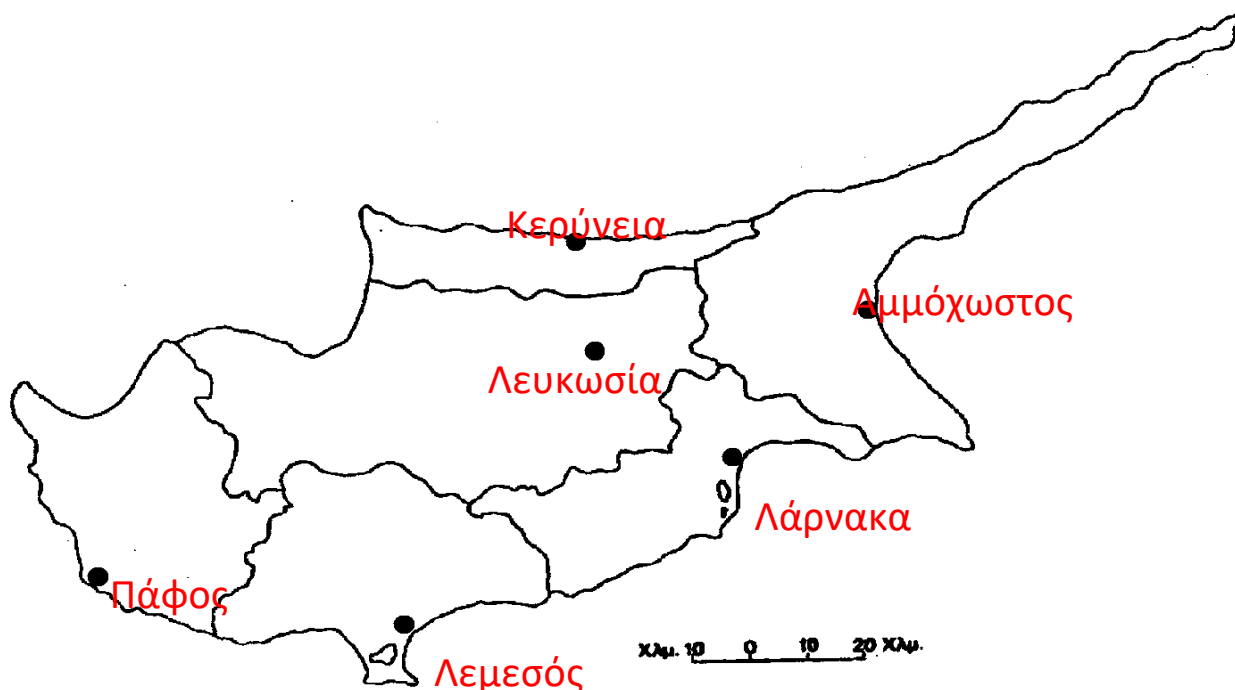 Κερύνεια
Αμμόχωστος
Λευκωσία
Λάρνακα
Πάφος
Λεμεσός
Χλμ. 10 0 10 20 Χλμ.